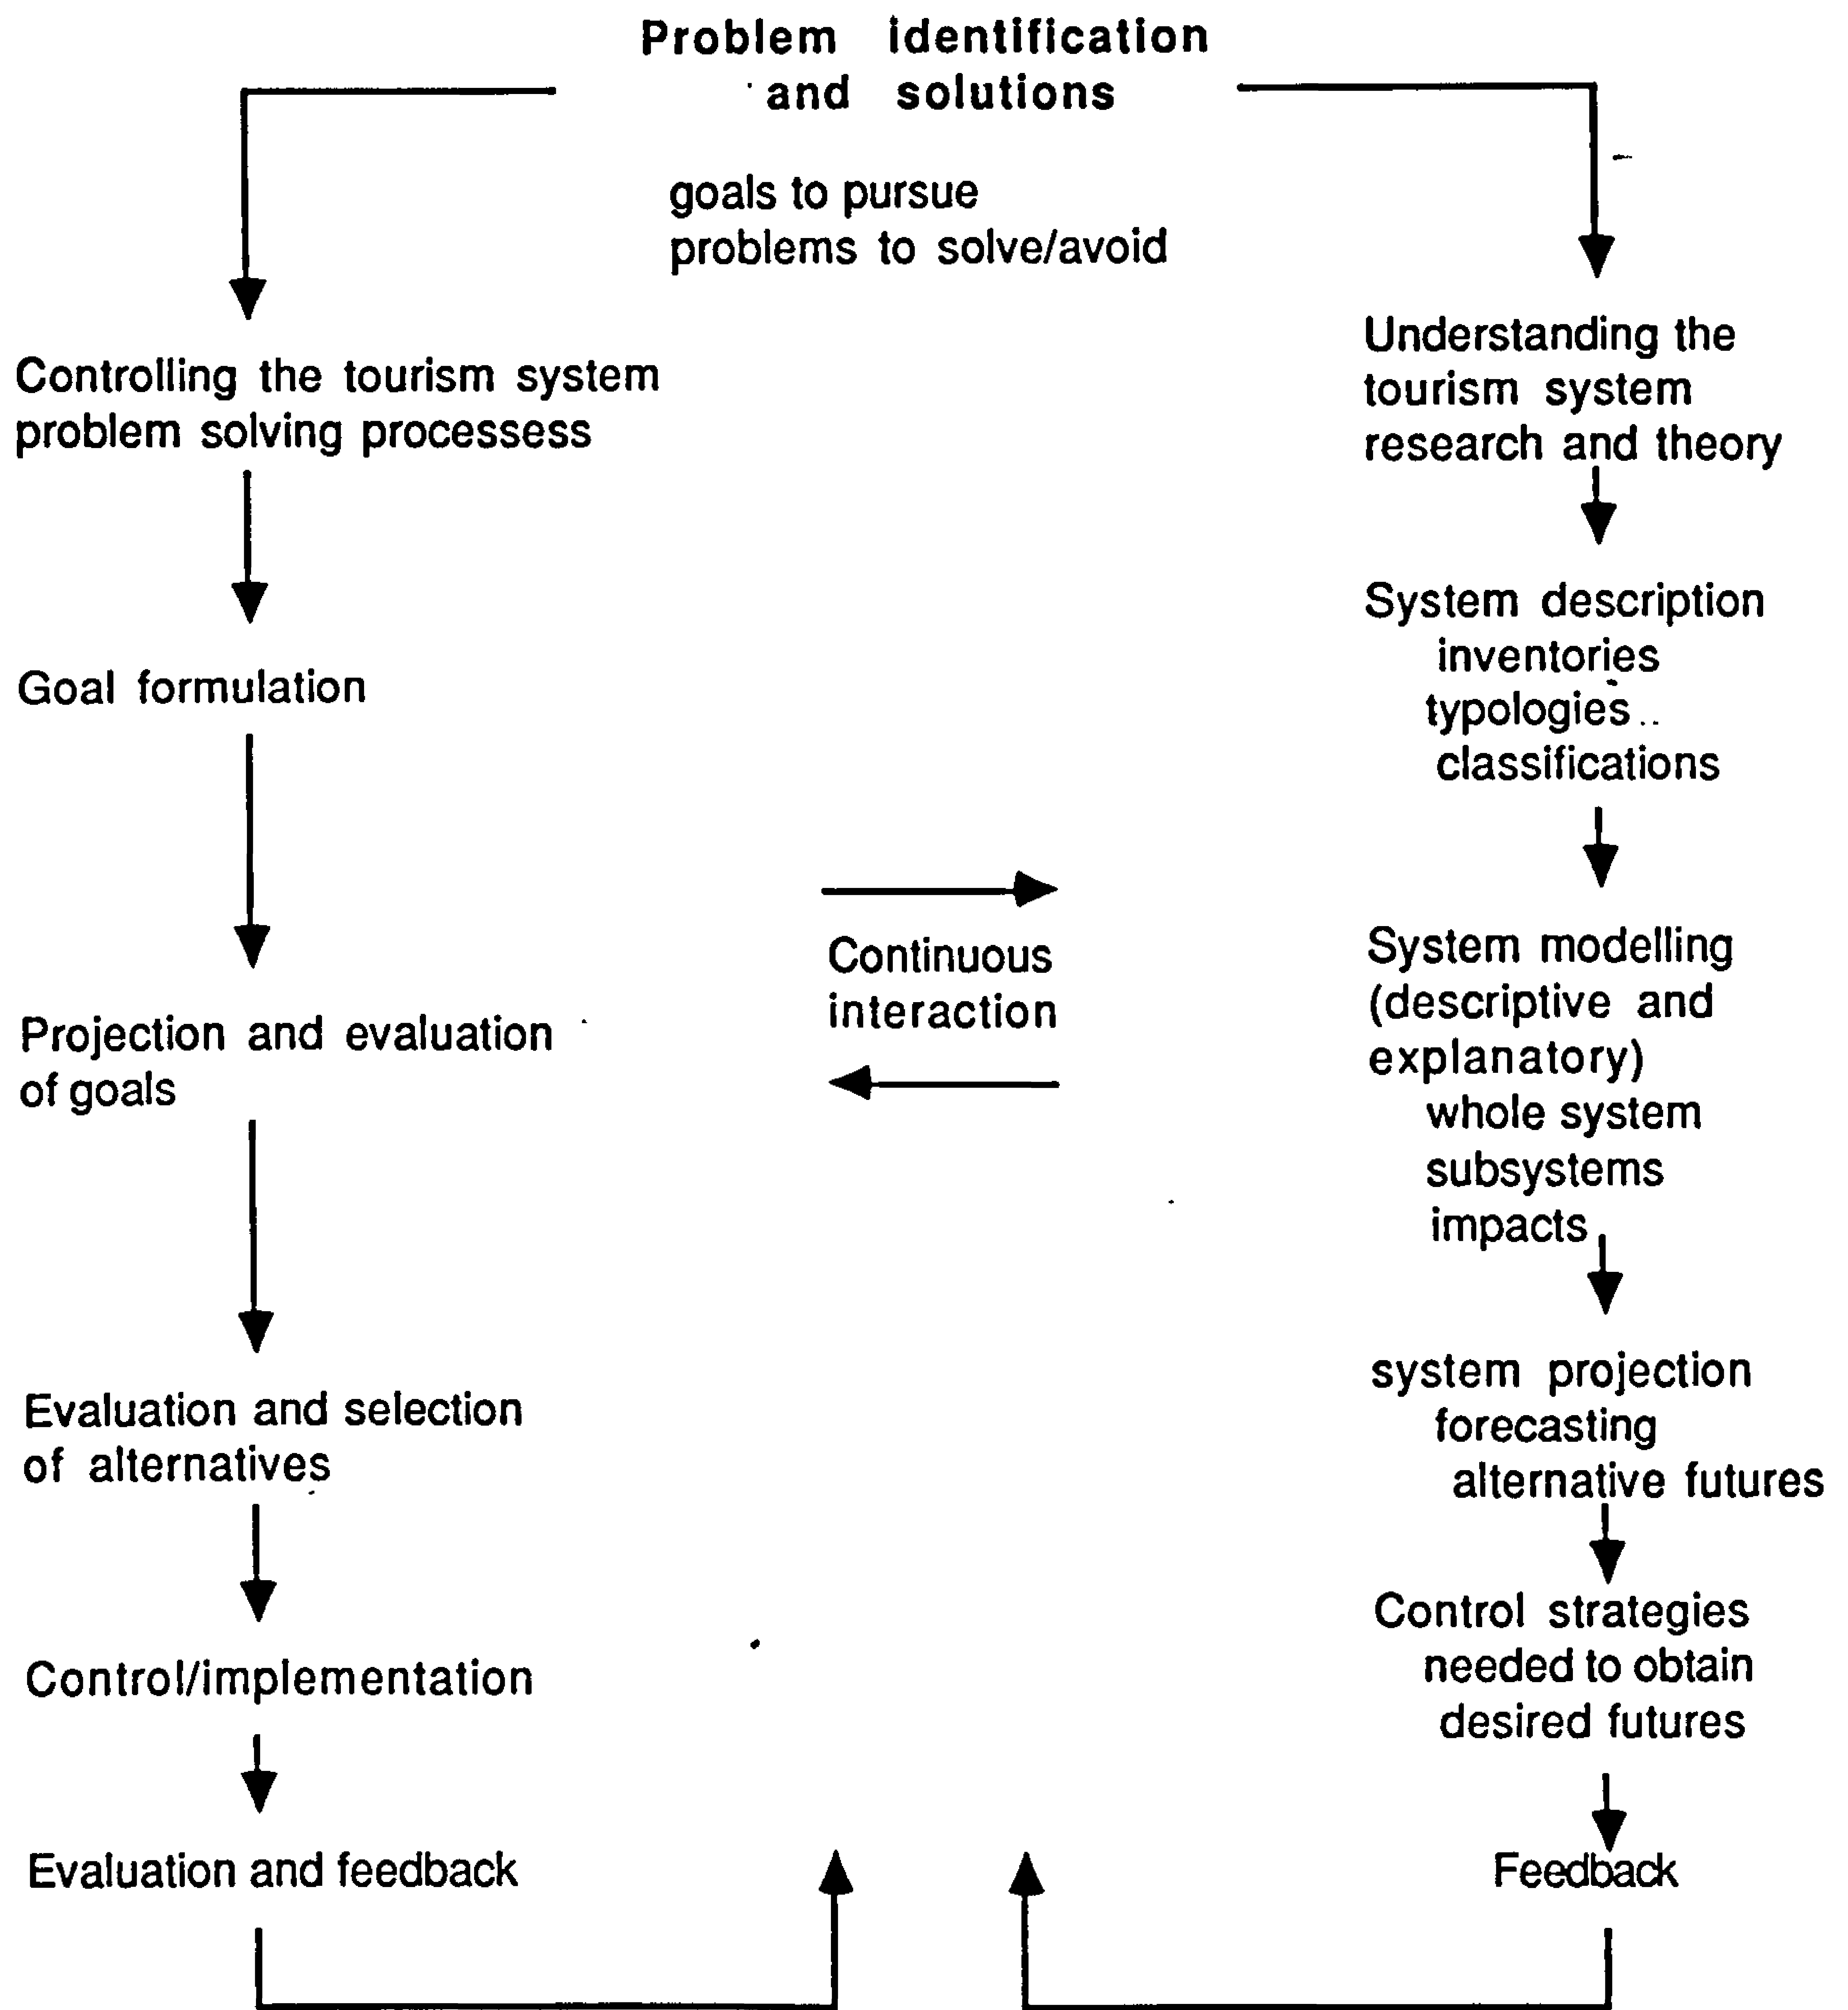 Problem identification
and solutions
goals to pursue
problems to solve/avoid
Controlling the tourism system
problem solving processess
Goal formulation
Projection and evaluation
of goals
Evaluation and selection
of alternatives
Control/implementation
Evaluation and feedback
Continuous
interaction
Understanding the
tourism system
research and theory
System description
inventories
typologies..
classifications
System modelling
(descriptive and
explanatory)
whole system
subsystems
impacts
system projection
forecasting
alternative futures
Control strategies
needed to obtain
desired futures
Feedback